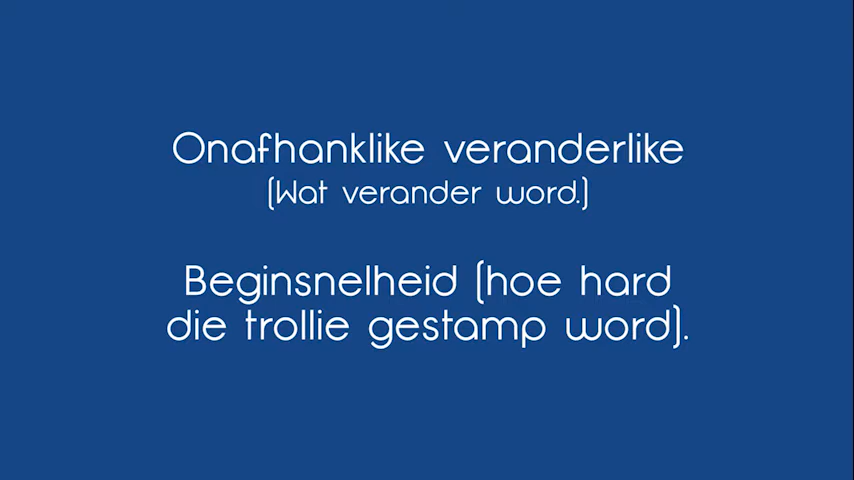 Onafhanklike veranderlike
(Wat verander word.)
Beginsnelheid (hoe hard
die trollie gestamp word).